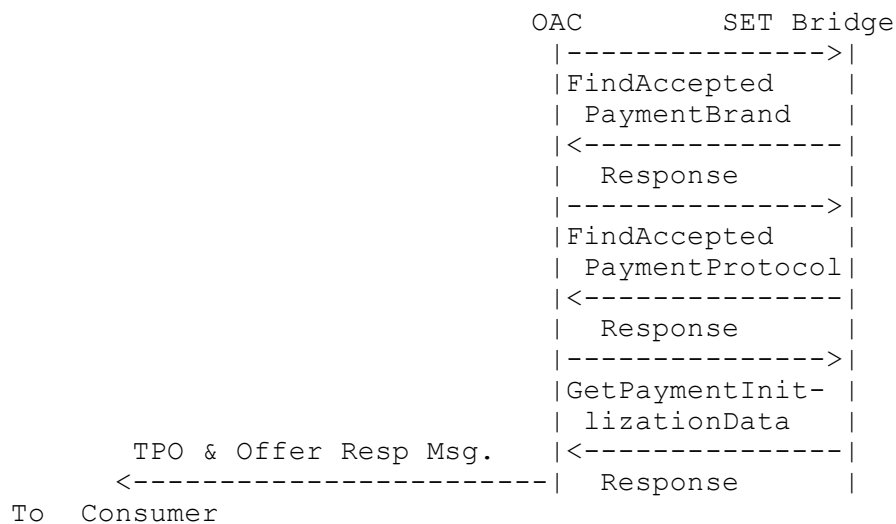 OAC SET Bridge
|--------------->|
|FindAccepted |
| PaymentBrand |
|<---------------|
| Response |
|--------------->|
|FindAccepted |
| PaymentProtocol|
|<---------------|
| Response |
|--------------->|
|GetPaymentInit- |
| lizationData |
TPO & Offer Resp Msg. |<---------------|
<------------------------| Response |
To Consumer